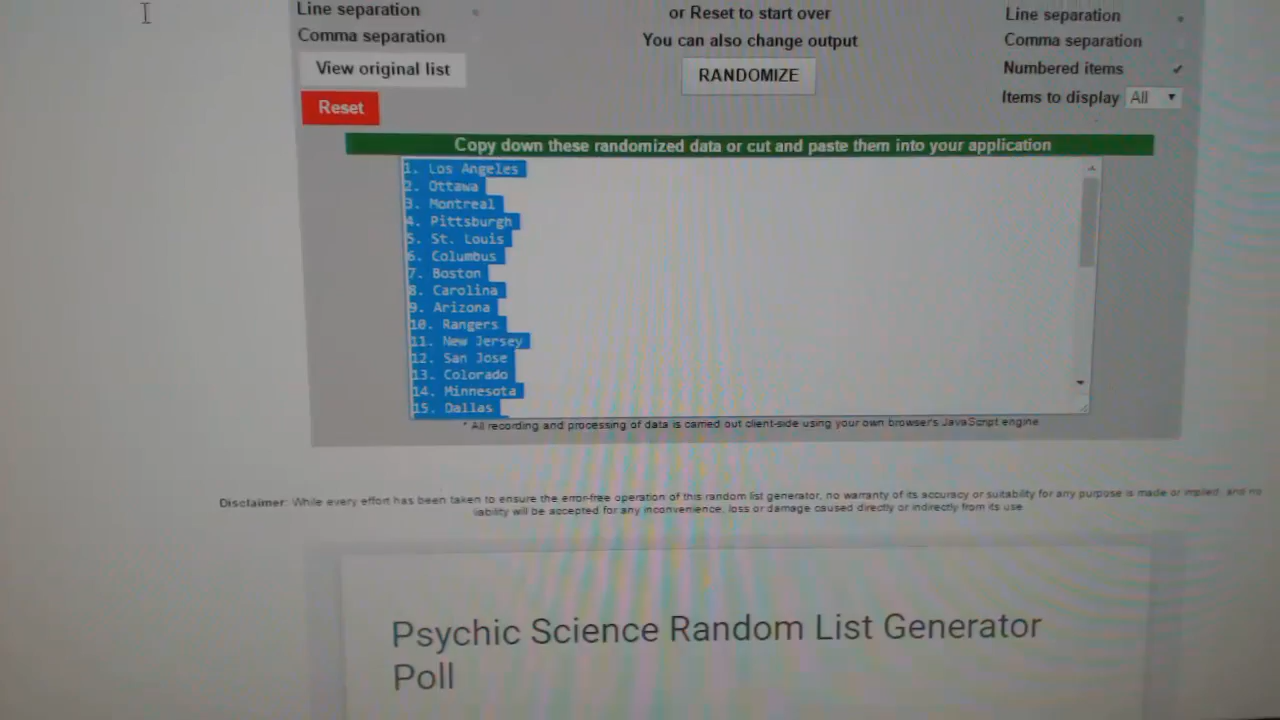 Line separation
Comma separation
View original list
Reset
or Reset to start over
You can also change output
RANDOMIZE
Line separation
Comma separation
Numbered items ✓
Items to display All
Copy down these randomized data or cut and paste them into your application
1. Los Angeles
2. Ottawa
3. Montreal
4. Pittsburgh
5. St. Louis
6. Columbus
7. Boston
8. Carolina
9. Arizona
10. Rangers
11. New Jersey
12. San Jose
13. Colorado
14. Minnesota
15. Dallas
* All recording and processing of data is carried out client-side using your own browser's JavaScript engine
Disclaimer: While every effort has been taken to ensure the error-free operation of this random list generator, no warranty of its accuracy or suitability for any purpose is made or implied, and no
liability will be accepted for any inconvenience, loss or damage caused directly or indirectly from its use
Psychic Science Random List Generator
Poll